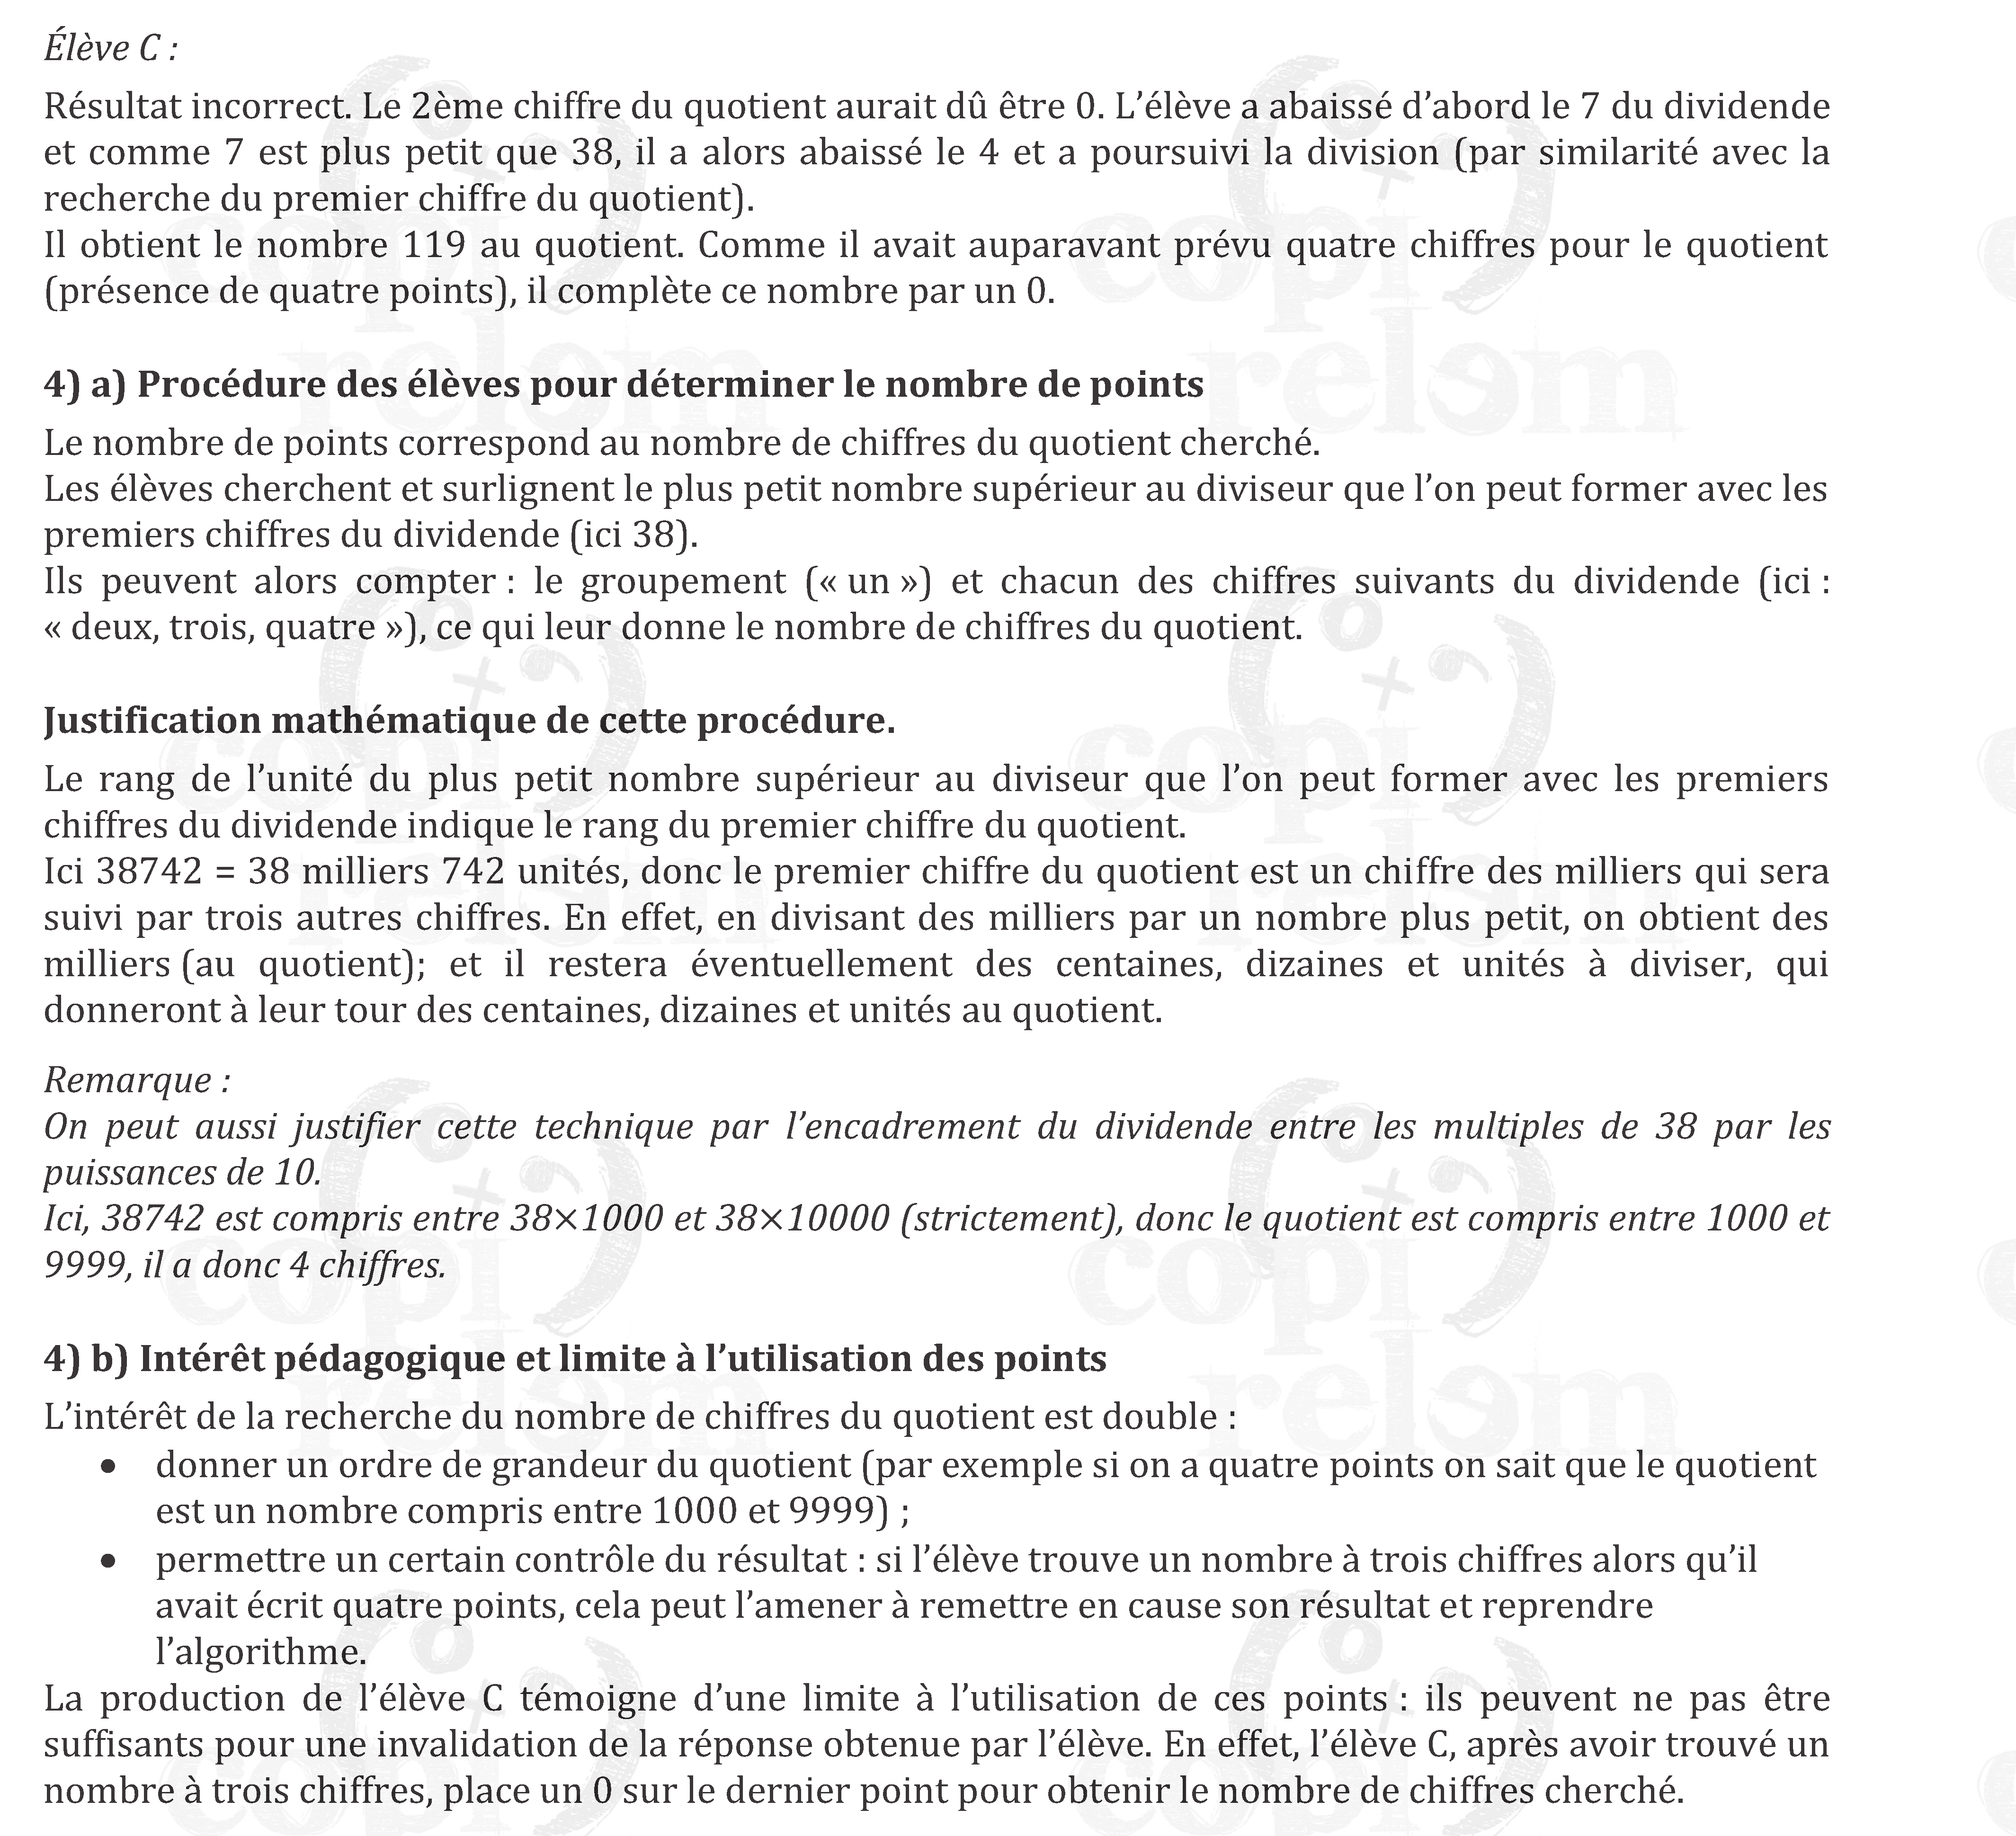 Élève C :
Résultat incorrect. Le 2ème chiffre du quotient aurait dû être 0. L’élève a abaissé d’abord le 7 du dividende
et comme 7 est plus petit que 38, il a alors abaissé le 4 et a poursuivi la division (par similarité avec la
recherche du premier chiffre du quotient).
Il obtient le nombre 119 au quotient. Comme il avait auparavant prévu quatre chiffres pour le quotient
(présence de quatre points), il complète ce nombre par un 0.
4) a) Procédure des élèves pour déterminer le nombre de points
Le nombre de points correspond au nombre de chiffres du quotient cherché.
Les élèves cherchent et surlignent le plus petit nombre supérieur au diviseur que l’on peut former avec les
premiers chiffres du dividende (ici 38).
Ils peuvent alors compter : le groupement (« un ») et chacun des chiffres suivants du dividende (ici :
« deux, trois, quatre »), ce qui leur donne le nombre de chiffres du quotient.
Justification mathématique de cette procédure.
Le rang de l’unité du plus petit nombre supérieur au diviseur que l’on peut former avec les premiers
chiffres du dividende indique le rang du premier chiffre du quotient.
Ici 38742 = 38 milliers 742 unités, donc le premier chiffre du quotient est un chiffre des milliers qui sera
suivi par trois autres chiffres. En effet, en divisant des milliers par un nombre plus petit, on obtient des
milliers (au quotient); et il restera éventuellement des centaines, dizaines et unités à diviser, qui
donneront à leur tour des centaines, dizaines et unités au quotient.
Remarque :
On peut aussi justifier cette technique par l’encadrement du dividende entre les multiples de 38 par les
puissances de 10.
Ici, 38742 est compris entre 38×1000 et 38×10000 (strictement), donc le quotient est compris entre 1000 et
9999, il a donc 4 chiffres.
4) b) Intérêt pédagogique et limite à l’utilisation des points
L’intérêt de la recherche du nombre de chiffres du quotient est double :
• donner un ordre de grandeur du quotient (par exemple si on a quatre points on sait que le quotient
est un nombre compris entre 1000 et 9999) ;
• permettre un certain contrôle du résultat : si l’élève trouve un nombre à trois chiffres alors qu’il
avait écrit quatre points, cela peut l’amener à remettre en cause son résultat et reprendre
l’algorithme.
La production de l’élève C témoigne d’une limite à l’utilisation de ces points : ils peuvent ne pas être
suffisants pour une invalidation de la réponse obtenue par l’élève. En effet, l’élève C, après avoir trouvé un
nombre à trois chiffres, place un 0 sur le dernier point pour obtenir le nombre de chiffres cherché.